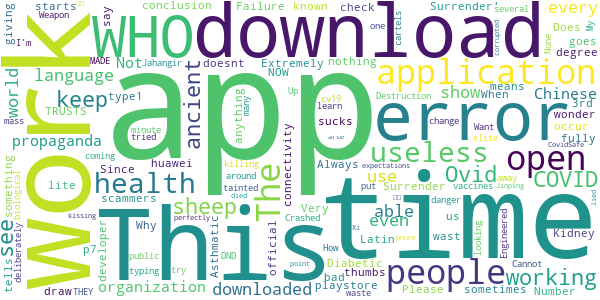 Weapon
conclusion
Failure
known
check
every
giving
starts
WHO
download
say
Surrender'
several
I'm
cartels
Does
My
None
goes
degree
MADE
Jahangir
one
corrupted
Not
doesnt
Extremely
nothing
NOW
application
language
world
work
keep
ancient
TRUSTS
type1
Up
cv19
show
When
Chinese
means
3rd
learn
many
Destruction
anything
minute
tried
mass
propaganda
app
error
change
Want
elite
wonder
occur
sucks
vaccines
Jinping
CovidSafe
fully
Since
coming
something
huawei
killing
Always
expectations
useless
Ovid
open
lite
health
The
connectivity
around
tainted
died
use
put
Surrender
away
danger
COVID
biological
deliberately
scammers
sheep
Very
Crashed
see
p7
Why
official
able
even
us
looking
Engineered
kissing
perfectly
Asthmatic
How
Xi
phone
lied
This
time
Latin
wast
Kidney
tells
developer
public
typing
try
DND
point
Diabetic
bad
thumbs
people
working
THEY
draw
organization
downloaded
playstore
waste
Please
sometimes
Cannot
Number